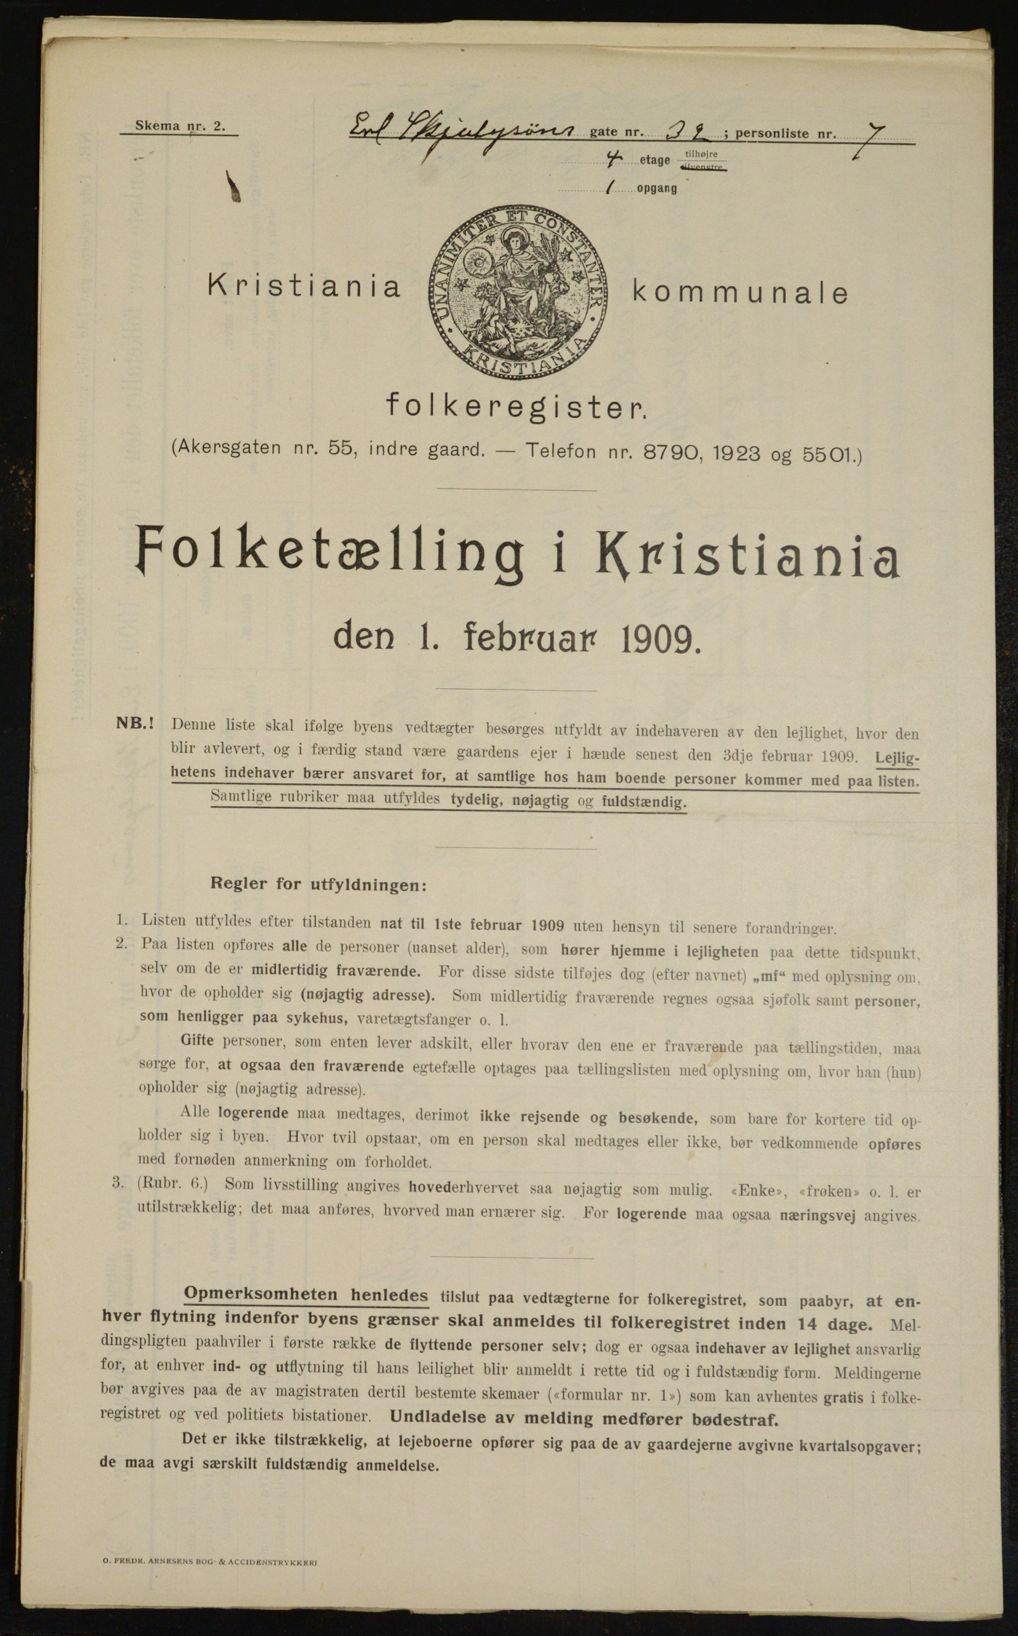 Skema nr. 2.
Erl Skjalgsøns gate nr. 32 ; personliste nr. 7
4 etage tilhøjre tilvenstre
1 opgang
UNANIMITER ET CONSTANTER · KRISTIANIA ·
Kristiania kommunale
folkeregister.
(Akersgaten nr. 55, indre gaard. — Telefon nr. 8790, 1923 og 5501.)
Folketælling i Kristiania
den 1. februar 1909.
NB.! Denne liste skal ifølge byens vedtægter besørges utfyldt av indehaveren av den lejlighet, hvor den
blir avlevert, og i færdig stand være gaardens ejer i hænde senest den 3dje februar 1909. Lejlig-
hetens indehaver bærer ansvaret for, at samtlige hos ham boende personer kommer med paa listen.
Samtlige rubriker maa utfyldes tydelig, nøjagtig og fuldstændig.
Regler for utfyldningen:
1. Listen utfyldes efter tilstanden nat til 1ste februar 1909 uten hensyn til senere forandringer.
2. Paa listen opføres alle de personer (uanset alder), som hører hjemme i lejligheten paa dette tidspunkt,
selv om de er midlertidig fraværende. For disse sidste tilføjes dog (efter navnet) „mf“ med oplysning om,
hvor de opholder sig (nøjagtig adresse). Som midlertidig fraværende regnes ogsaa sjøfolk samt personer,
som henligger paa sykehus, varetægtsfanger o. l.
Gifte personer, som enten lever adskilt, eller hvorav den ene er fraværende paa tællingstiden, maa
sørge for, at ogsaa den fraværende egtefælle optages paa tællingslisten med oplysning om, hvor han (hun)
opholder sig (nøjagtig adresse).
Alle logerende maa medtages, derimot ikke rejsende og besøkende, som bare for kortere tid op-
holder sig i byen. Hvor tvil opstaar, om en person skal medtages eller ikke, bør vedkommende opføres
med fornøden anmerkning om forholdet.
3. (Rubr. 6.) Som livsstilling angives hovederhvervet saa nøjagtig som mulig. «Enke», «frøken» o. l. er
utilstrækkelig; det maa anføres, hvorved man ernærer sig. For logerende maa ogsaa næringsvej angives.
Opmerksomheten henledes tilslut paa vedtægterne for folkeregistret, som paabyr, at en-
hver flytning indenfor byens grænser skal anmeldes til folkeregistret inden 14 dage. Mel-
dingspligten paahviler i første række de flyttende personer selv; dog er ogsaa indehaver av lejlighet ansvarlig
for, at enhver ind- og utflytning til hans leilighet blir anmeldt i rette tid og i fuldstændig form. Meldingerne
bør avgives paa de av magistraten dertil bestemte skemaer («formular nr. 1») som kan avhentes gratis i folke-
registret og ved politiets bistationer. Undladelse av melding medfører bødestraf.
Det er ikke tilstrækkelig, at lejeboerne opfører sig paa de av gaardejerne avgivne kvartalsopgaver;
de maa avgi særskilt fuldstændig anmeldelse.
O. FREDR. ARNESENS BOG- & ACCIDENSTRYKKERI